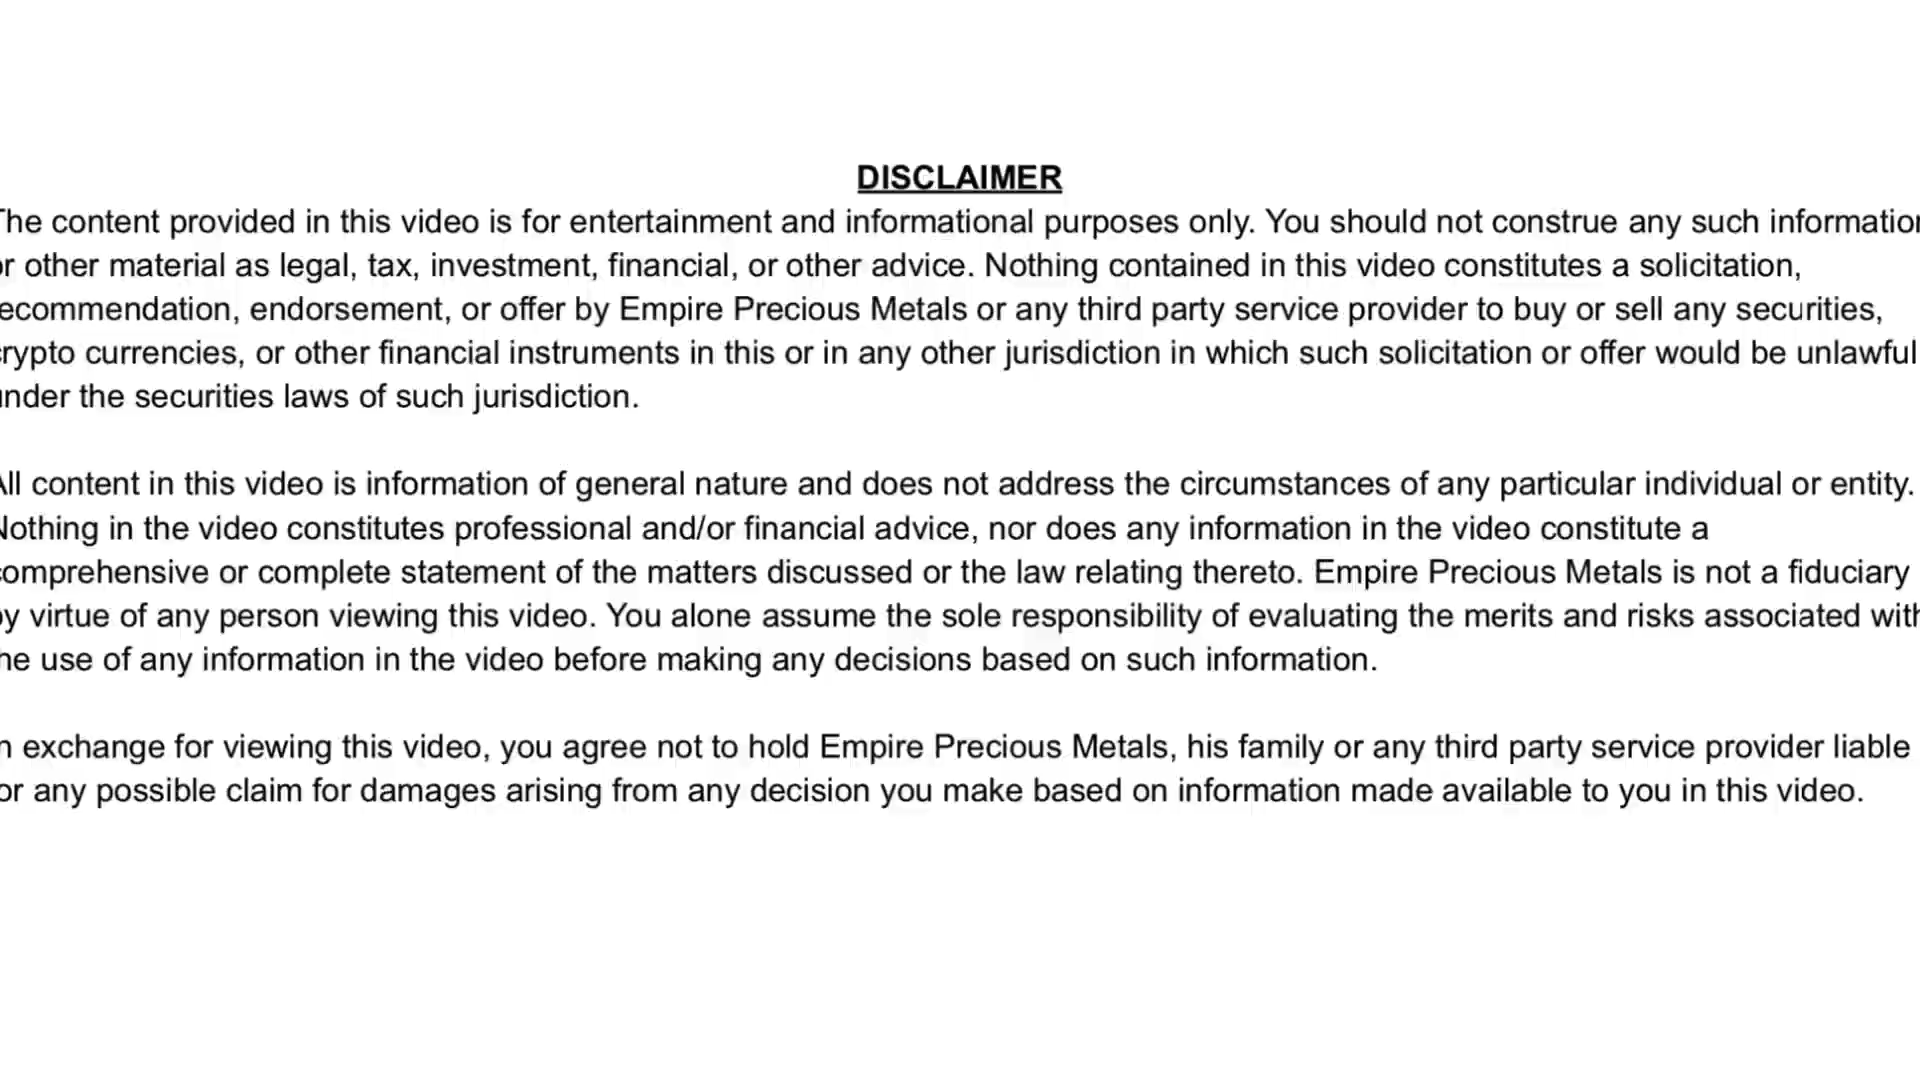 DISCLAIMER
The content provided in this video is for entertainment and informational purposes only. You should not construe any such information
or other material as legal, tax, investment, financial, or other advice. Nothing contained in this video constitutes a solicitation,
recommendation, endorsement, or offer by Empire Precious Metals or any third party service provider to buy or sell any securities,
crypto currencies, or other financial instruments in this or in any other jurisdiction in which such solicitation or offer would be unlawful
under the securities laws of such jurisdiction.
All content in this video is information of general nature and does not address the circumstances of any particular individual or entity.
Nothing in the video constitutes professional and/or financial advice, nor does any information in the video constitute a
comprehensive or complete statement of the matters discussed or the law relating thereto. Empire Precious Metals is not a fiduciary
by virtue of any person viewing this video. You alone assume the sole responsibility of evaluating the merits and risks associated with
the use of any information in the video before making any decisions based on such information.
In exchange for viewing this video, you agree not to hold Empire Precious Metals, his family or any third party service provider liable
for any possible claim for damages arising from any decision you make based on information made available to you in this video.